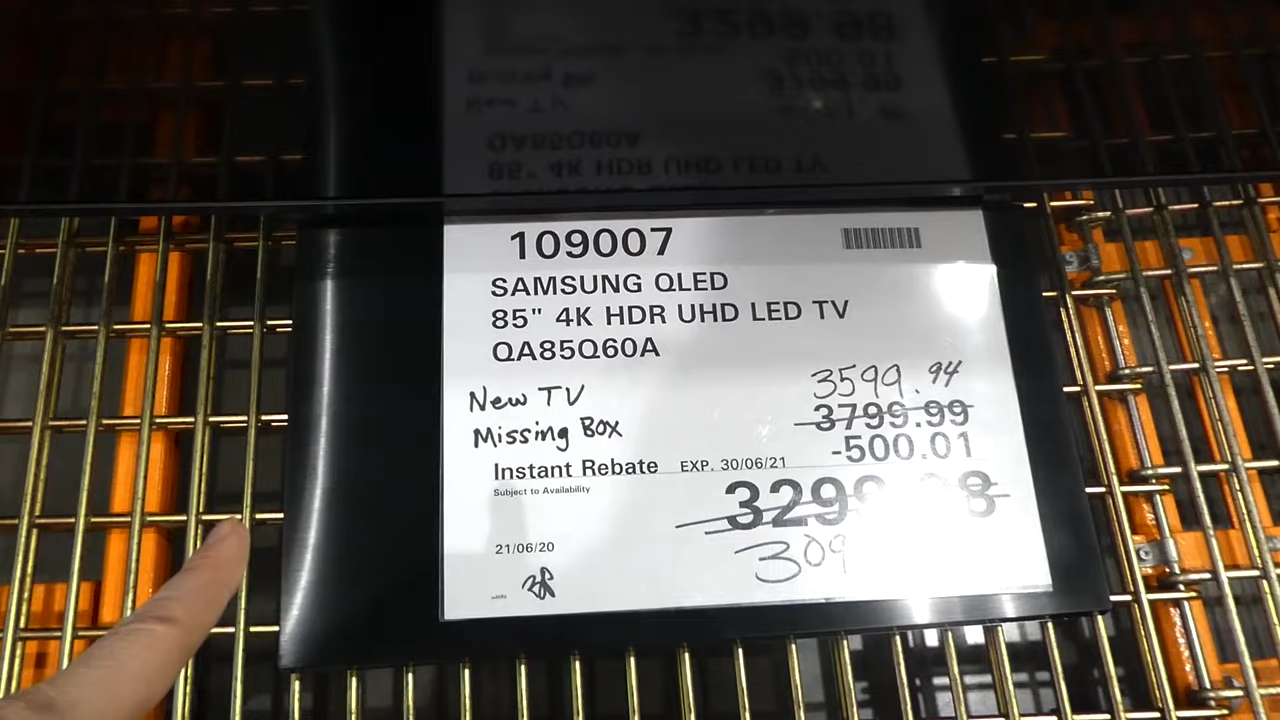 109007
SAMSUNG QLED
85" 4K HDR UHD LED TV
QA85Q60A
New TV
3599.94
3799.99
Missing Box
-500.01
Instant Rebate EXP. 30/06/21
Subject to Availability
21/06/20